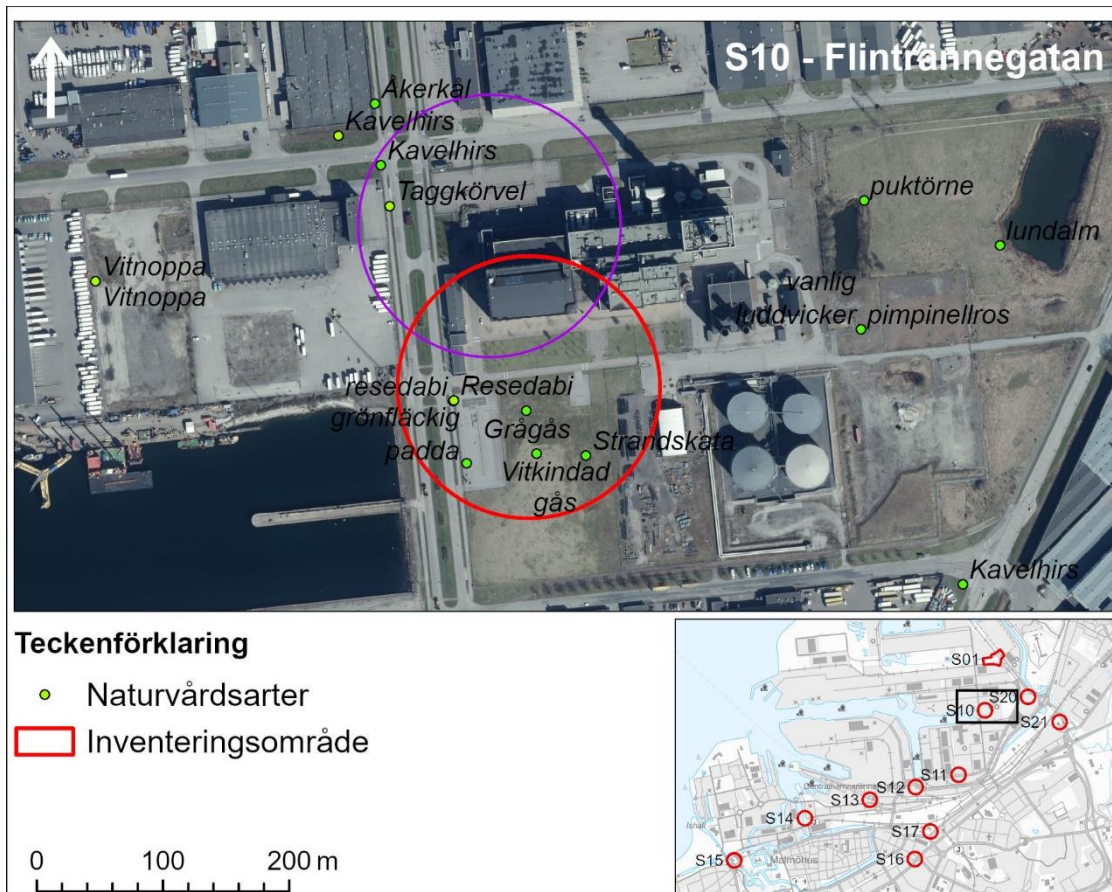 S10 - Flintrännegatan
Åkerkål
Kavelhirs
Kavelhirs
Taggkörvel
puktörne
lundalm
Vitnoppa
Vitnoppa
vanlig
luddvicker pimpinellros
resedabi Resedabi
grönfläckig Grågås
padda Strandskata
Vitkindad
gås
Kavelhirs
Teckenförklaring
Naturvårdsarter
Inventeringsområde
0 100 200 m
S01
S20
S10
S21
S11
S12
S13
S14
S17
S15
S16
Malmöhus